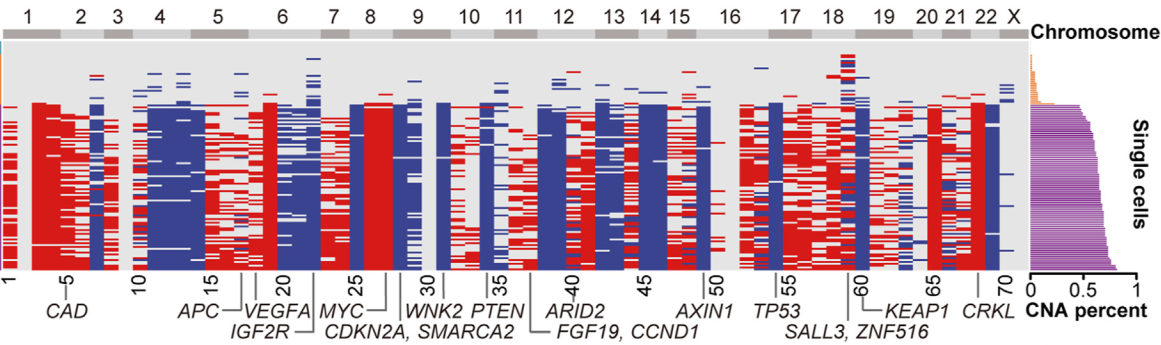 1 2 3 4 5 6 7 8 9 10 11 12 13 14 15 16 17 18 19 20 21 22 X
Chromosome
Single cells
1 5 10 15 20 25 30 35 40 45 50 55 60 65 70 0 0.5 1
CAD APC VEGFA MYC WNK2 PTEN ARID2 AXIN1 TP53 KEAP1 CRKL CNA percent
IGF2R CDKN2A, SMARCA2 FGF19, CCND1 SALL3, ZNF516